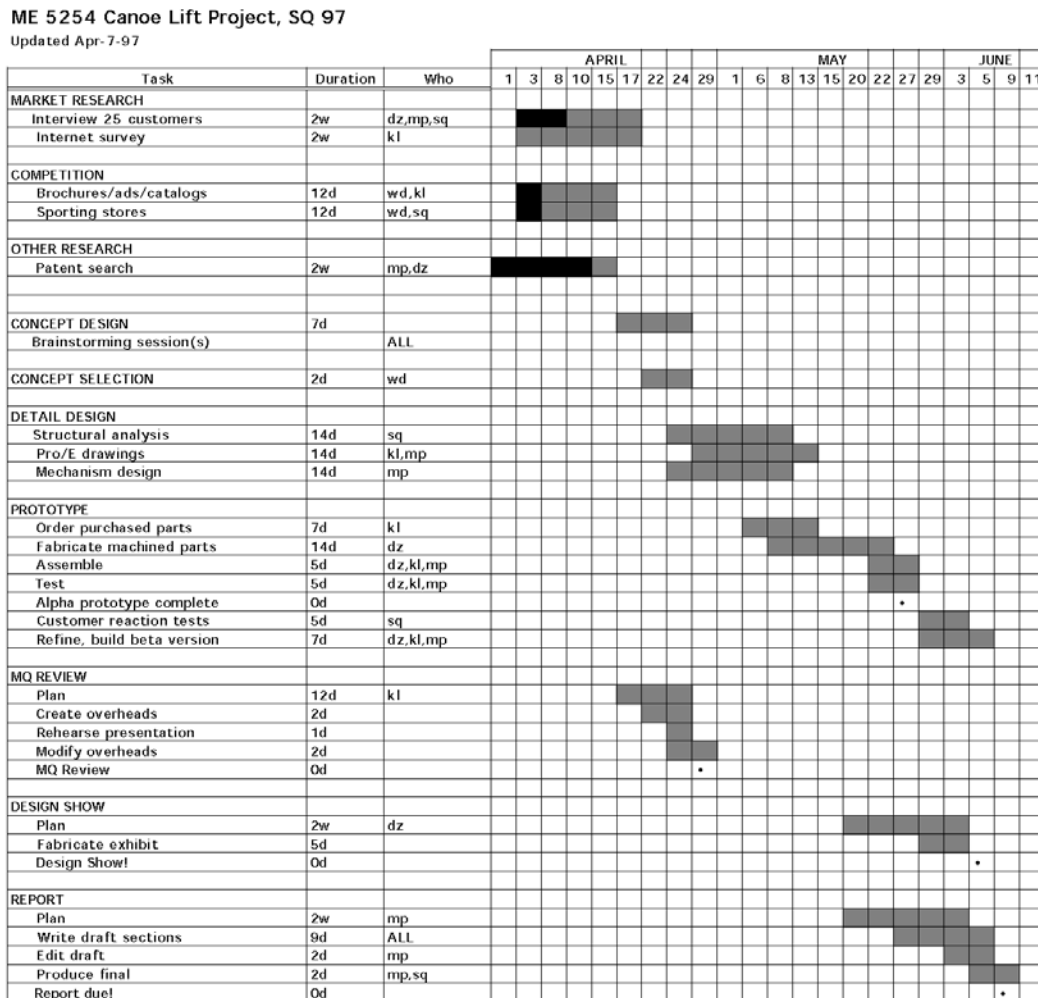 ME 5254 Canoe Lift Project, SQ 97
Updated Apr-7-97
APRIL MAY JUNE
Task Duration Who 1 3 8 10 15 17 22 24 29 1 6 8 13 15 20 22 27 29 3 5 9 11
MARKET RESEARCH
Interview 25 customers 2w dz,mp,sq
Internet survey 2w kl
COMPETITION
Brochures/ads/catalogs 12d wd,kl
Sporting stores 12d wd,sq
OTHER RESEARCH
Patent search 2w mp,dz
CONCEPT DESIGN 7d
Brainstorming session(s) ALL
CONCEPT SELECTION 2d wd
DETAIL DESIGN
Structural analysis 14d sq
Pro/E drawings 14d kl,mp
Mechanism design 14d mp
PROTOTYPE
Order purchased parts 7d kl
Fabricate machined parts 14d dz
Assemble 5d dz,kl,mp
Test 5d dz,kl,mp
Alpha prototype complete 0d
Customer reaction tests 5d sq
Refine, build beta version 7d dz,kl,mp
MQ REVIEW
Plan 12d kl
Create overheads 2d
Rehearse presentation 1d
Modify overheads 2d
MQ Review 0d
DESIGN SHOW
Plan 2w dz
Fabricate exhibit 5d
Design Show! 0d
REPORT
Plan 2w mp
Write draft sections 9d ALL
Edit draft 2d mp
Produce final 2d mp,sq
Report due! 0d